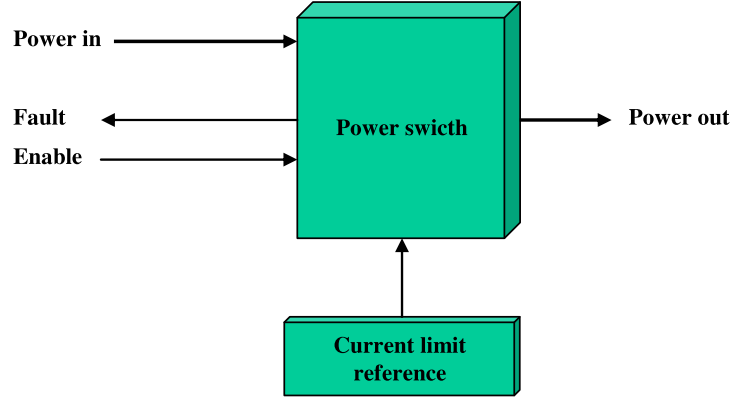 Power in
Fault
Enable
Power swicth
Power out
Current limit
reference